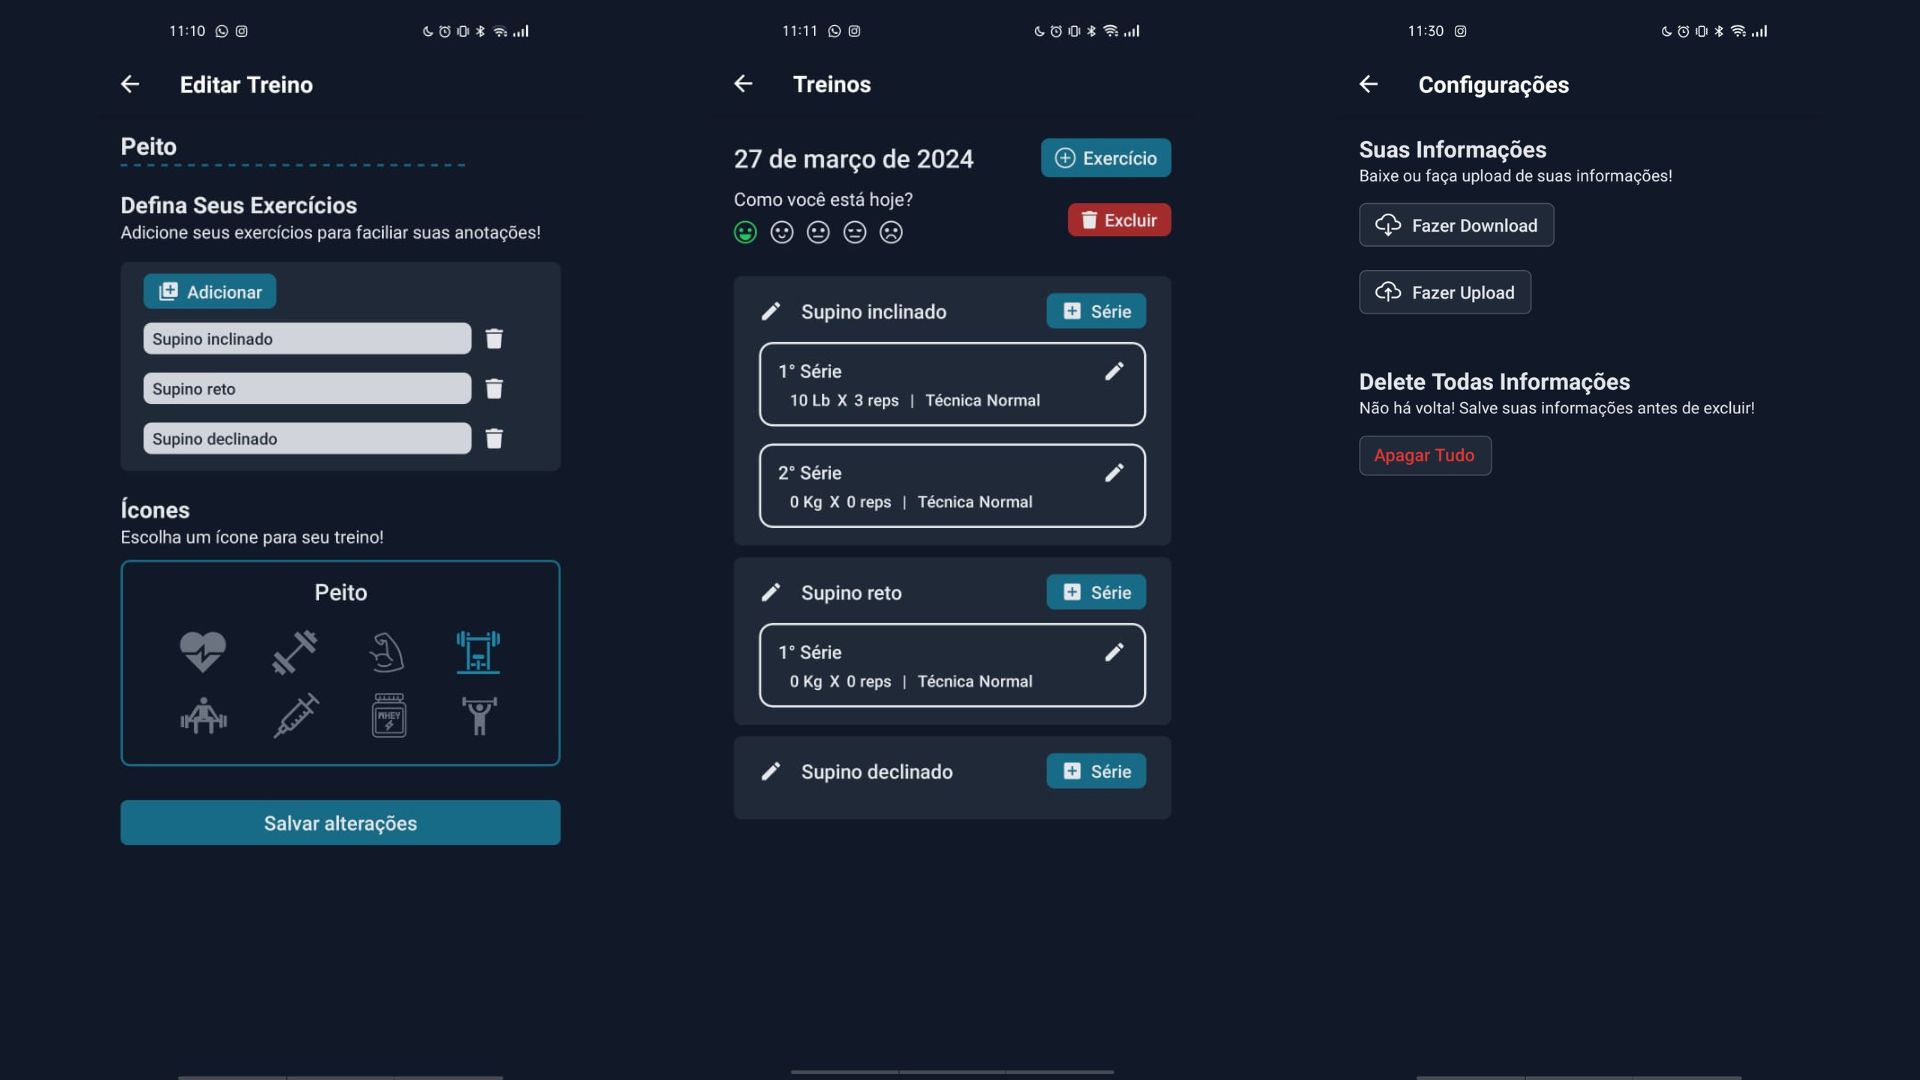 11:10
Editar Treino
Peito
Defina Seus Exercícios
Adicione seus exercícios para faciliar suas anotações!
Adicionar
Supino inclinado
Supino reto
Supino declinado
Ícones
Escolha um ícone para seu treino!
Peito
WHEY
Salvar alterações
11:11
Treinos
27 de março de 2024
Exercício
Como você está hoje?
Excluir
Supino inclinado
Série
1° Série
10 Lb X 3 reps | Técnica Normal
2° Série
0 Kg X 0 reps | Técnica Normal
Supino reto
Série
1° Série
0 Kg X 0 reps | Técnica Normal
Supino declinado
Série
11:30
Configurações
Suas Informações
Baixe ou faça upload de suas informações!
Fazer Download
Fazer Upload
Delete Todas Informações
Não há volta! Salve suas informações antes de excluir!
Apagar Tudo